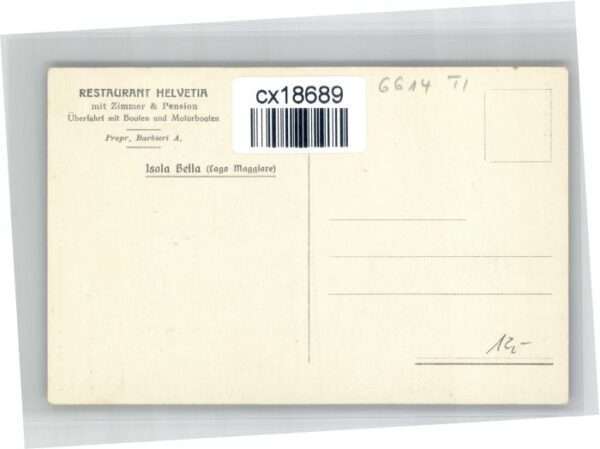 RESTAURANT HELVETIA
mit Zimmer & Pension
Überfahrt mit Booten und Motorbooten
Propr. Barbieri A.
Isola Bella (Lago Maggiore)
cx18689
6614 TI
12,-